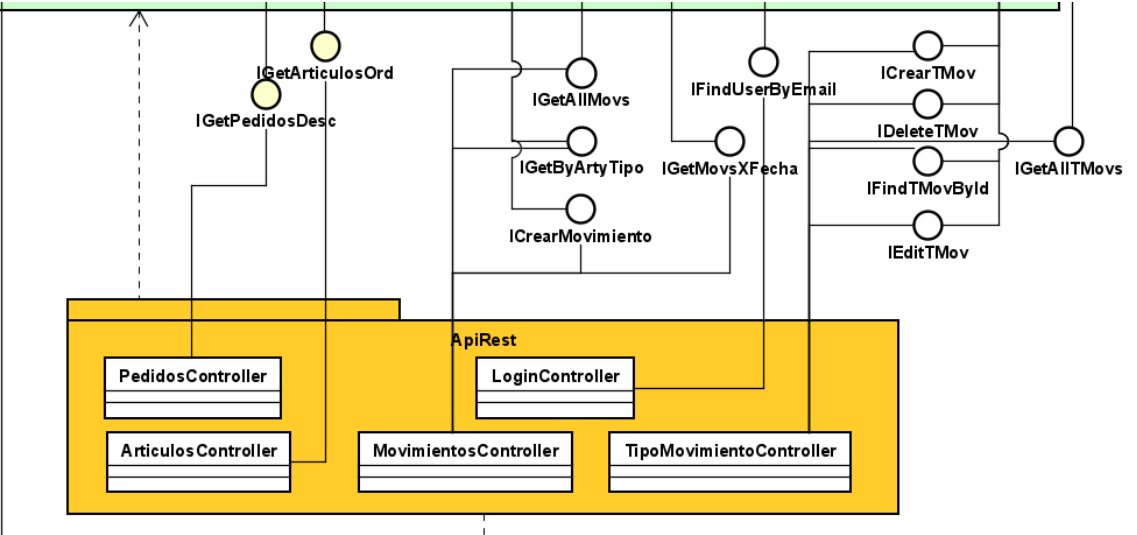 IGetArticulosOrd
IGetPedidosDesc
IGetAllMovs
IGetByArtyTipo
ICrearMovimiento
IFindUserByEmail
IGetMovsXFecha
ICrearTMov
IDeleteTMov
IFindTMovById
IEditTMov
IGetAllTMovs
ApiRest
PedidosController
LoginController
ArticulosController
MovimientosController
TipoMovimientoController